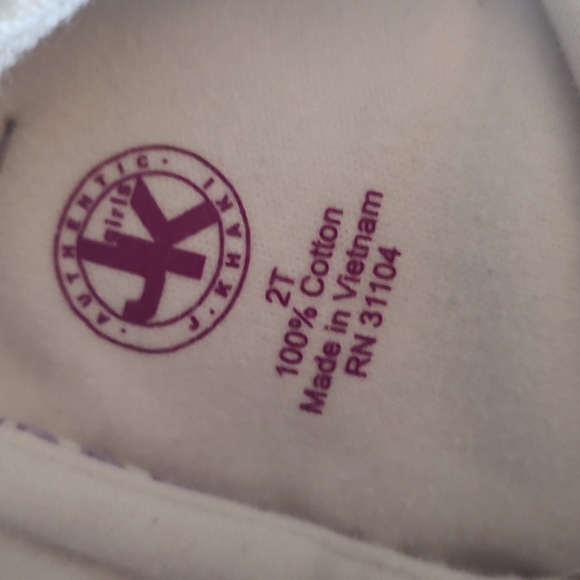 AUTHENTIC · J. KHAKI ·
girls
JK
2T
100% Cotton
Made in Vietnam
RN 31104